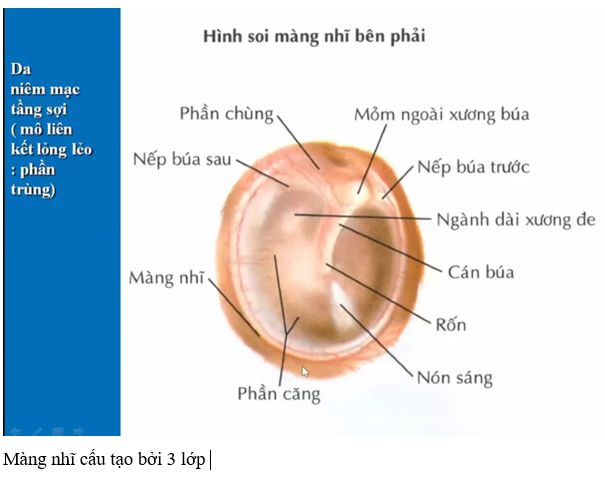 Hình soi màng nhĩ bên phải
Da
niêm mạc
tầng sợi
( mô liên
kết lỏng lẻo
: phần
trùng)
Phần chùng
Mỏm ngoài xương búa
Nếp búa sau
Nếp búa trước
Ngành dài xương đe
Cán búa
Màng nhĩ
Rốn
Nón sáng
Phần căng
Màng nhĩ cấu tạo bởi 3 lớp